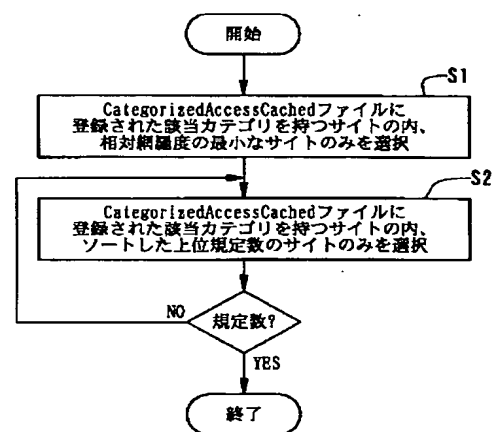 開始
S1
CategorizedAccessCachedファイルに
登録された該当カテゴリを持つサイトの内、
相対網羅度の最小なサイトのみを選択
S2
CategorizedAccessCachedファイルに
登録された該当カテゴリを持つサイトの内、
ソートした上位規定数のサイトのみを選択
NO
規定数?
YES
終了